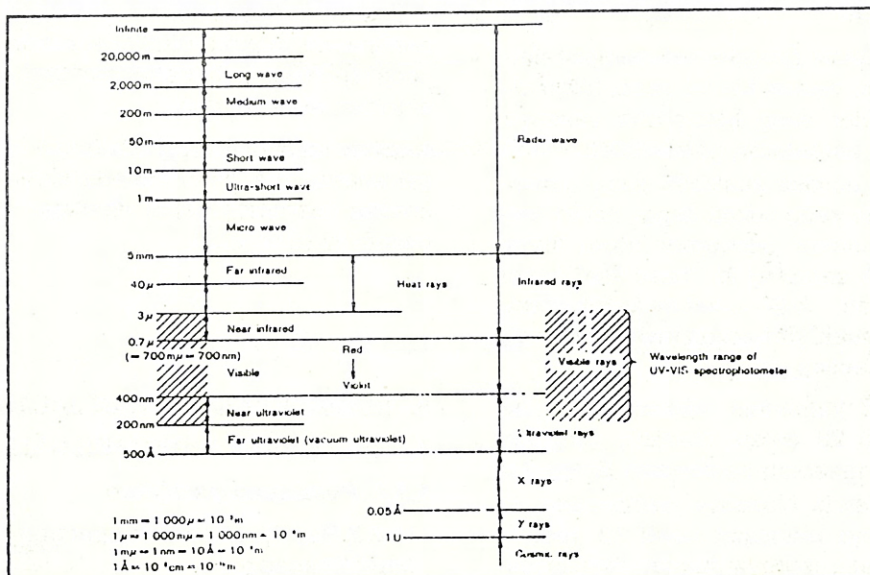 Infinite
20,000 m
Long wave
2,000 m
Medium wave
200 m
50 m
Radio wave
Short wave
10 m
Ultra-short wave
1 m
Micro wave
5 mm
Far infrared
Heat rays
Infrared rays
40 μ
3 μ
Near infrared
0.7 μ
(= 700 mμ = 700 nm)
Red
Visible
Violet
Visible rays
Wavelength range of
UV-VIS spectrophotometer
400 nm
Near ultraviolet
200 nm
Ultraviolet rays
Far ultraviolet (vacuum ultraviolet)
500 Å
X rays
0.05 Å
γ rays
1 U
Cosmic rays
1 mm = 1 000 μ =
1 μ = 1 000 mμ = 1 000 nm =
1 mμ = 1 nm = 10 Å =
1 Å =